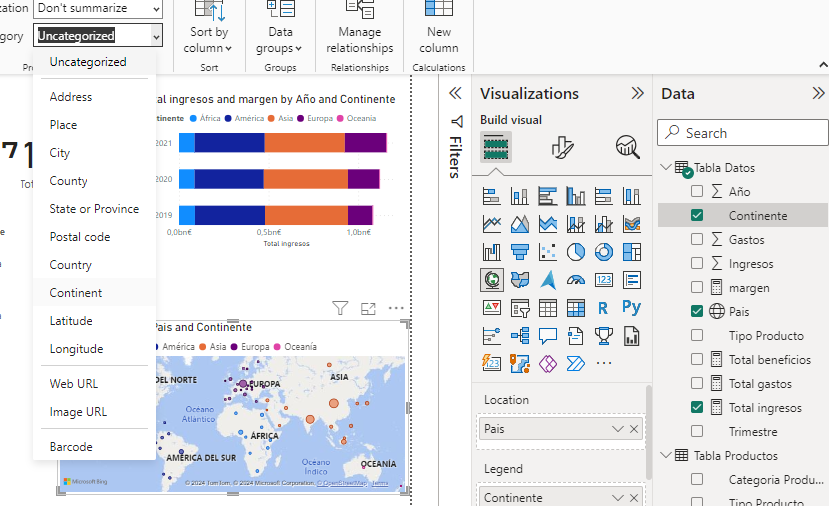 Don't summarize
Uncategorized
Sort by
column
Sort
Data
groups
Groups
Manage
relationships
Relationships
New
column
Calculations
Uncategorized
Address
Place
City
County
State or Province
Postal code
Country
Continent
Latitude
Longitude
Web URL
Image URL
Barcode
ingresos y margen by Año and Continente
África América Asia Europa Oceanía
2021
2020
2019
0,0bn€ 0,5bn€ 1,0bn€
Total ingresos
Pais and Continente
América Asia Europa Oceanía
DEL NORTE
EUROPA
ASIA
Océano
Atlántico
ÁFRICA
AMÉRICA DEL SUR
Océano
Índico
OCEANÍA
Microsoft Bing
© 2024 TomTom, © 2024 Microsoft Corporation, © OpenStreetMap Terms
Filters
Visualizations
Build visual
R Py
123
Location
Pais
Legend
Continente
Data
Search
Tabla Datos
Año
Continente
Gastos
Ingresos
margen
Pais
Tipo Producto
Total beneficios
Total gastos
Total ingresos
Trimestre
Tabla Productos
Categoria Produ...
Tipo Producto